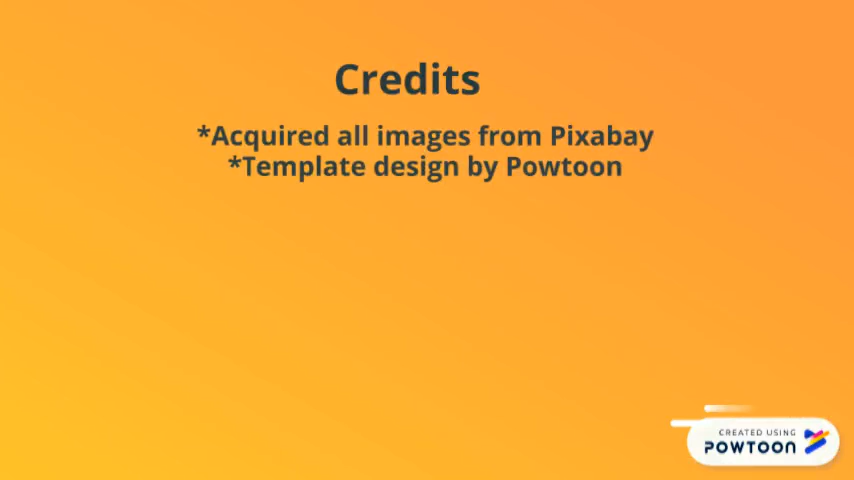 Credits
*Acquired all images from Pixabay
*Template design by Powtoon
CREATED USING
POWTOON